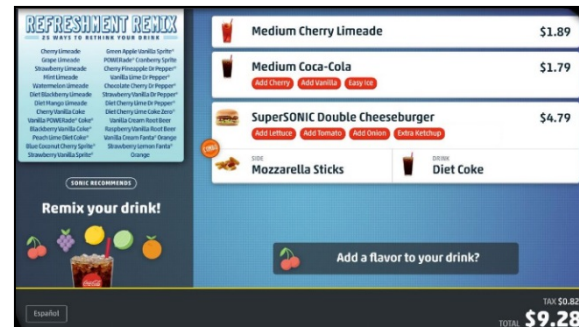 REFRESHMENT REMIX
25 WAYS TO RETHINK YOUR DRINK
Cherry Limeade
Grape Limeade
Strawberry Limeade
Mint Limeade
Watermelon Limeade
Diet Blackberry Limeade
Diet Mango Limeade
Cherry Vanilla Coke
Vanilla POWERade® Coke®
Blackberry Vanilla Coke®
Peach Lime Diet Coke®
Blue Coconut Cherry Sprite®
Strawberry Vanilla Sprite®
Green Apple Vanilla Sprite®
POWERade® Cranberry Sprite
Cherry Pineapple Dr Pepper®
Vanilla Lime Dr Pepper®
Chocolate Cherry Dr Pepper®
Strawberry Vanilla Dr Pepper®
Diet Cherry Lime Dr Pepper®
Diet Cherry Lime Coke Zero®
Vanilla Cream Root Beer
Raspberry Vanilla Root Beer
Vanilla Cream Fanta® Orange
Strawberry Lemon Fanta®
Orange
SONIC RECOMMENDS
Remix your drink!
Español
Medium Cherry Limeade $1.89
Medium Coca-Cola $1.79
Add Cherry Add Vanilla Easy Ice
SuperSONIC Double Cheeseburger $4.79
Add Lettuce Add Tomato Add Onion Extra Ketchup
COMBO
SIDE DRINK
Mozzarella Sticks Diet Coke
Add a flavor to your drink?
TAX $0.82
TOTAL $9.28